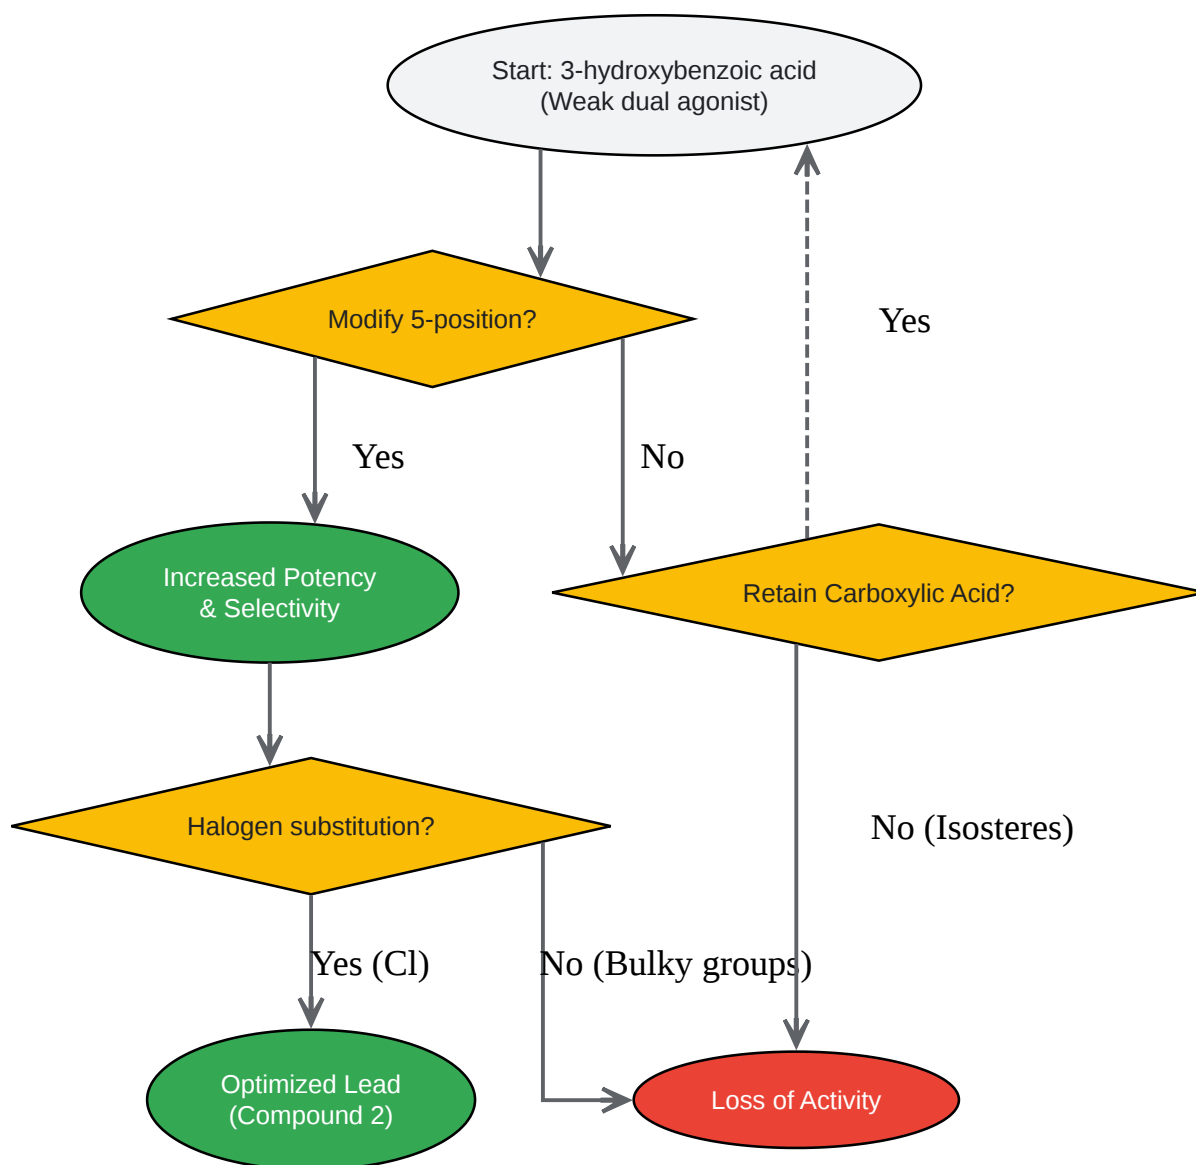 Start: 3-hydroxybenzoic acid
(Weak dual agonist)
Modify 5-position?
Yes
Yes
No
Increased Potency
& Selectivity
Retain Carboxylic Acid?
Halogen substitution?
No (Isosteres)
Yes (Cl)
No (Bulky groups)
Optimized Lead
(Compound 2)
Loss of Activity